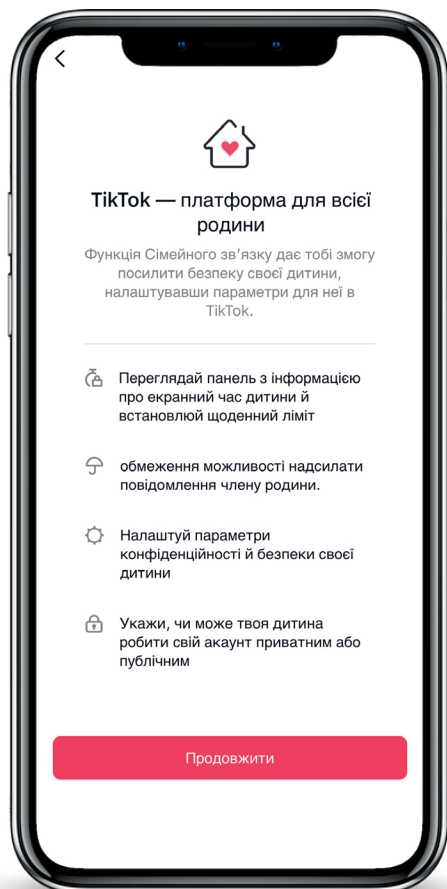 TikTok — платформа для всієї
родини
Функція Сімейного зв’язку дає тобі змогу
посилити безпеку своєї дитини,
налаштувавши параметри для неї в
TikTok.
Переглядай панель з інформацією
про екранний час дитини й
встановлюй щоденний ліміт
обмеження можливості надсилати
повідомлення члену родини.
Налаштуй параметри
конфіденційності й безпеки своєї
дитини
Укажи, чи може твоя дитина
робити свій акаунт приватним або
публічним
Продовжити